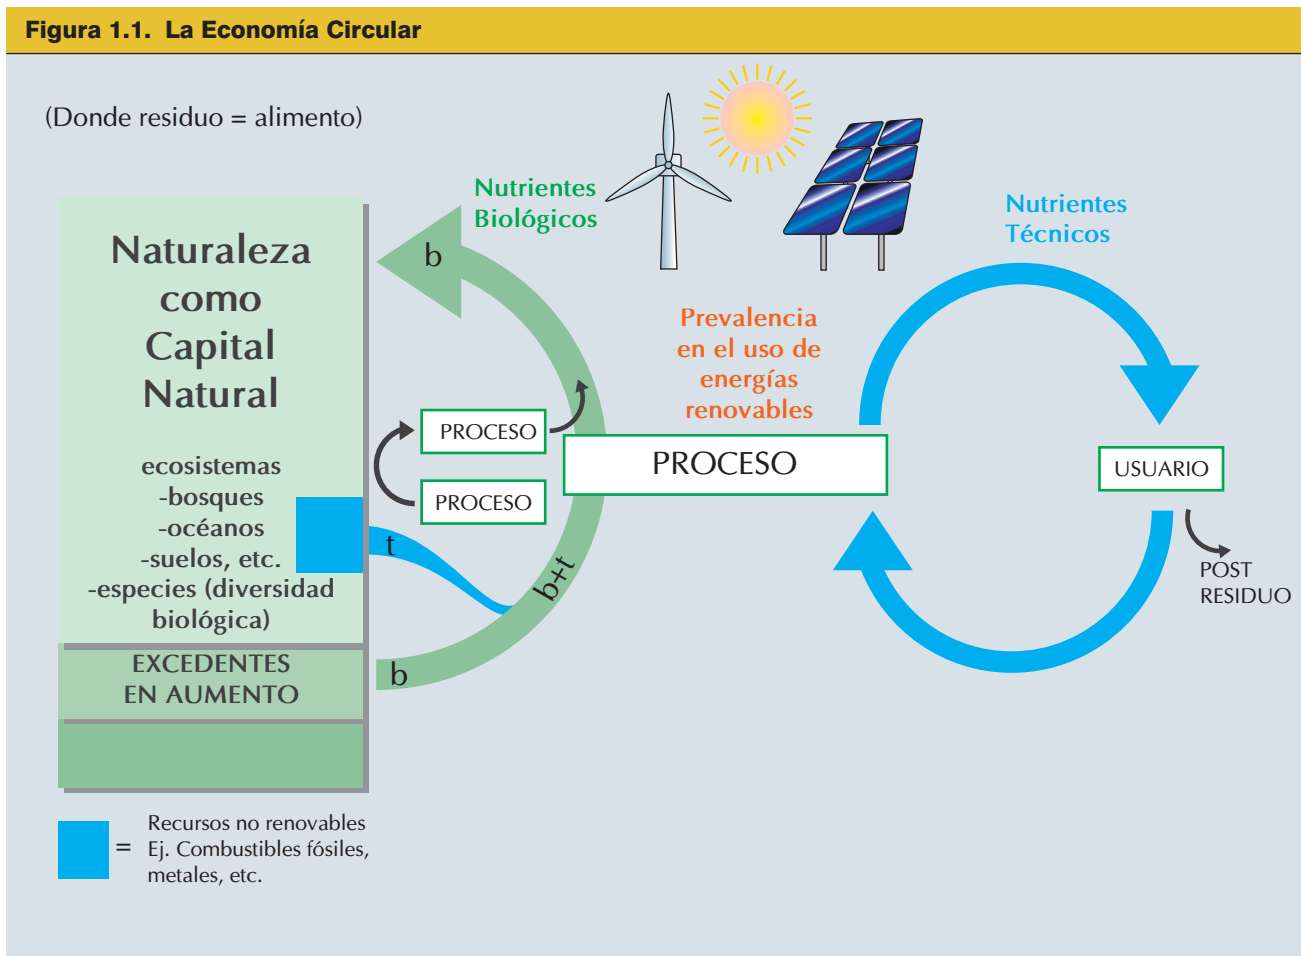 Figura 1.1. La Economía Circular
(Donde residuo = alimento)
Nutrientes
Biológicos
Nutrientes
Técnicos
Naturaleza
como
Capital
Natural
b
Prevalencia
en el uso de
energías
renovables
PROCESO
PROCESO
PROCESO
USUARIO
ecosistemas
-bosques
-océanos
-suelos, etc.
-especies (diversidad
biológica)
t
b+t
POST
RESIDUO
EXCEDENTES
EN AUMENTO
b
= Recursos no renovables
Ej. Combustibles fósiles,
metales, etc.